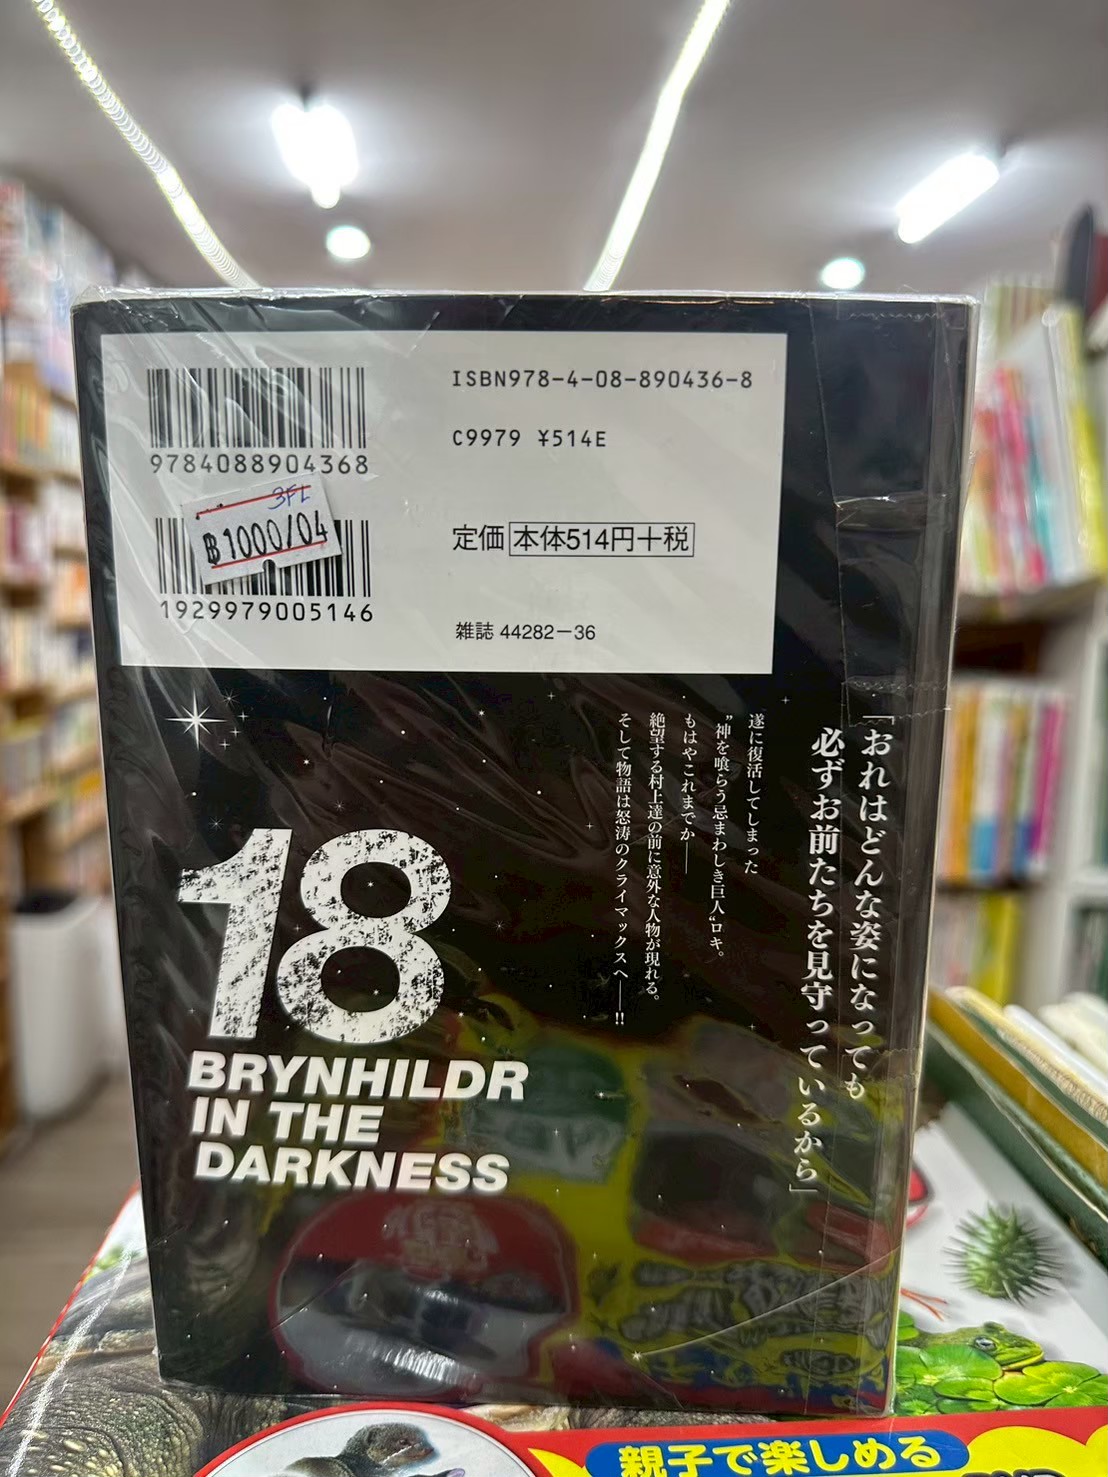 ISBN978-4-08-890436-8
C9979 ¥514E
9784088904368
3FL
฿1000/04
1929979005146
定価 本体514円+税
雑誌 44282-36
「おれはどんな姿になっても
必ずお前たちを見守っているから」
遂に復活してしまった
“神を喰らう忌まわしき巨人”ロキ。
もはやこれまでか——
絶望する村上達の前に意外な人物が現れる。
そして物語は怒涛のクライマックスへ——!!
18
BRYNHILDR
IN THE
DARKNESS
親子で楽しめる